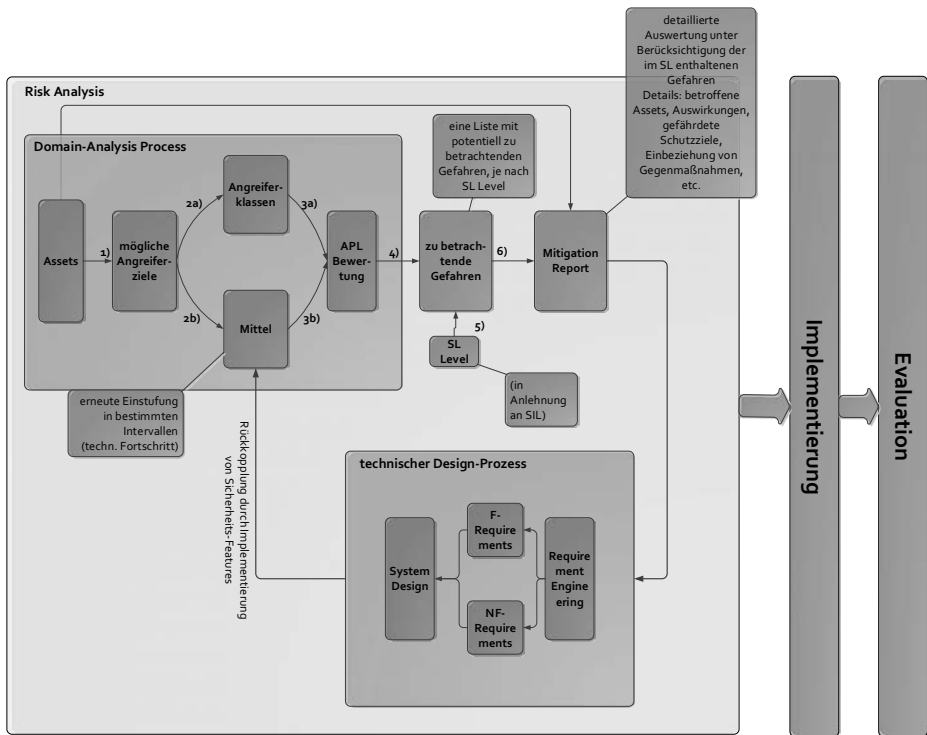 detaillierte
Auswertung unter
Berücksichtigung der
im SL enthaltenen
Gefahren
Details: betroffene
Assets, Auswirkungen,
gefährdete
Schutzziele,
Einbeziehung von
Gegenmaßnahmen,
etc.
Risk Analysis
Domain-Analysis Process
eine Liste mit
potentiell zu
betrachtenden
Gefahren, je nach
SL Level
Assets
1)
mögliche
Angreifer-
ziele
2a)
Angreifer-
klassen
3a)
2b)
Mittel
3b)
APL
Bewer-
tung
4)
zu betrach-
tende
Gefahren
6)
Mitigation
Report
5)
SL
Level
(in
Anlehnung
an SIL)
erneute Einstufung
in bestimmten
Intervallen
(techn. Fortschritt)
Rückkopplung durch Implementierung
von Sicherheits-Features
technischer Design-Prozess
System
Design
F-
Require
ments
NF-
Require
ments
Require
ment
Engine
ering
Implementierung
Evaluation